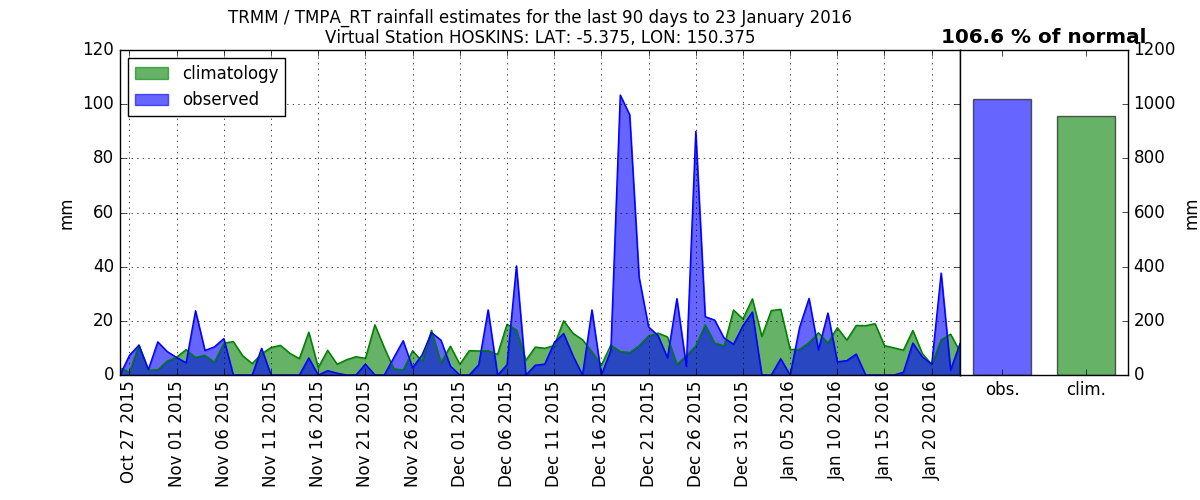 TRMM / TMPA_RT rainfall estimates for the last 90 days to 23 January 2016
Virtual Station HOSKINS: LAT: -5.375, LON: 150.375
106.6 % of normal
climatology
observed
mm
120
100
80
60
40
20
0
Oct 27 2015
Nov 01 2015
Nov 06 2015
Nov 11 2015
Nov 16 2015
Nov 21 2015
Nov 26 2015
Dec 01 2015
Dec 06 2015
Dec 11 2015
Dec 16 2015
Dec 21 2015
Dec 26 2015
Dec 31 2015
Jan 05 2016
Jan 10 2016
Jan 15 2016
Jan 20 2016
obs.
clim.
1200
1000
800
600
400
200
0
mm